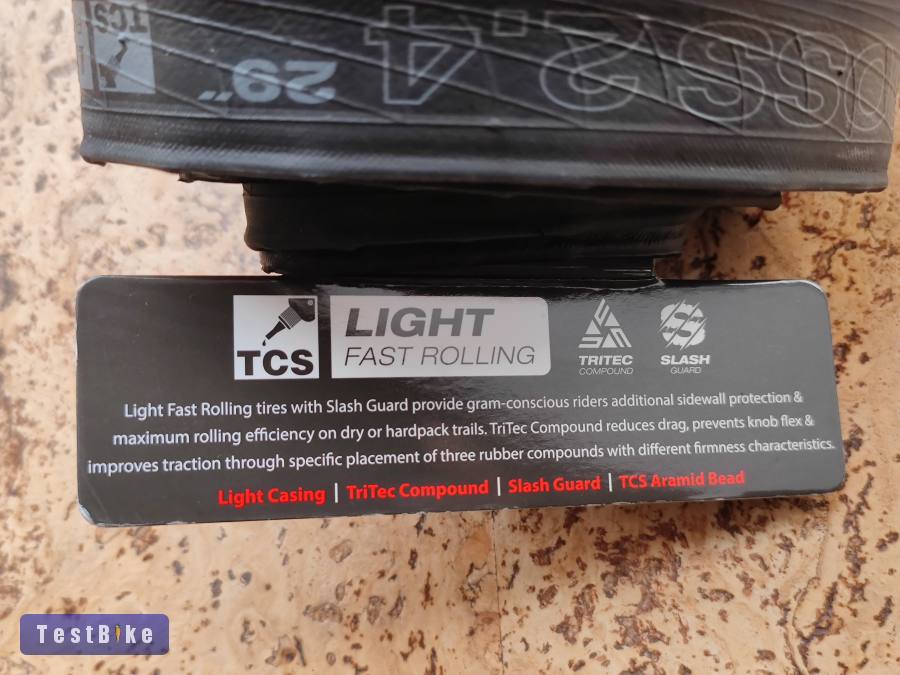 TCS
29" 2.4 OSS
TCS
LIGHT
FAST ROLLING
TRITEC
COMPOUND
SLASH
GUARD
Light Fast Rolling tires with Slash Guard provide gram-conscious riders additional sidewall protection &
maximum rolling efficiency on dry or hardpack trails. TriTec Compound reduces drag, prevents knob flex &
improves traction through specific placement of three rubber compounds with different firmness characteristics.
Light Casing | TriTec Compound | Slash Guard | TCS Aramid Bead
TestBike